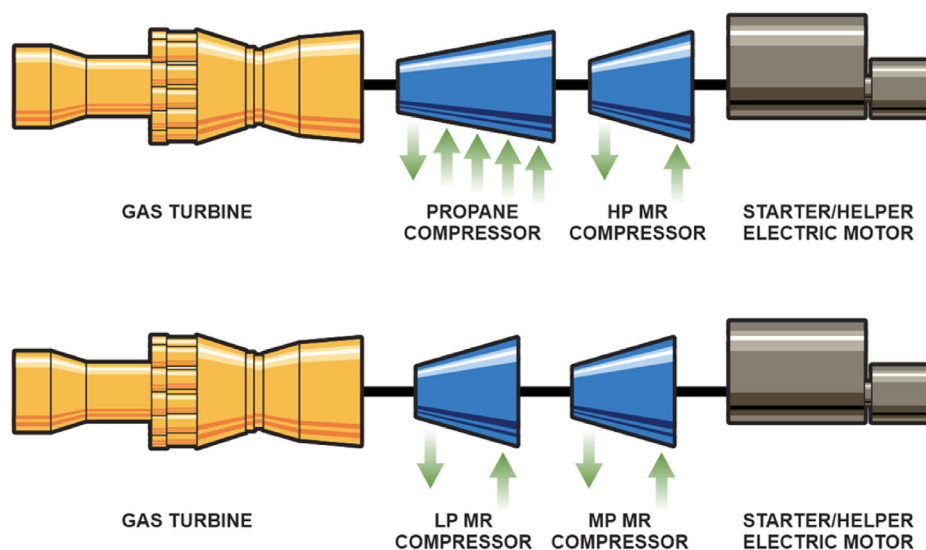 GAS TURBINE
PROPANE
COMPRESSOR
HP MR
COMPRESSOR
STARTER/HELPER
ELECTRIC MOTOR
GAS TURBINE
LP MR
COMPRESSOR
MP MR
COMPRESSOR
STARTER/HELPER
ELECTRIC MOTOR